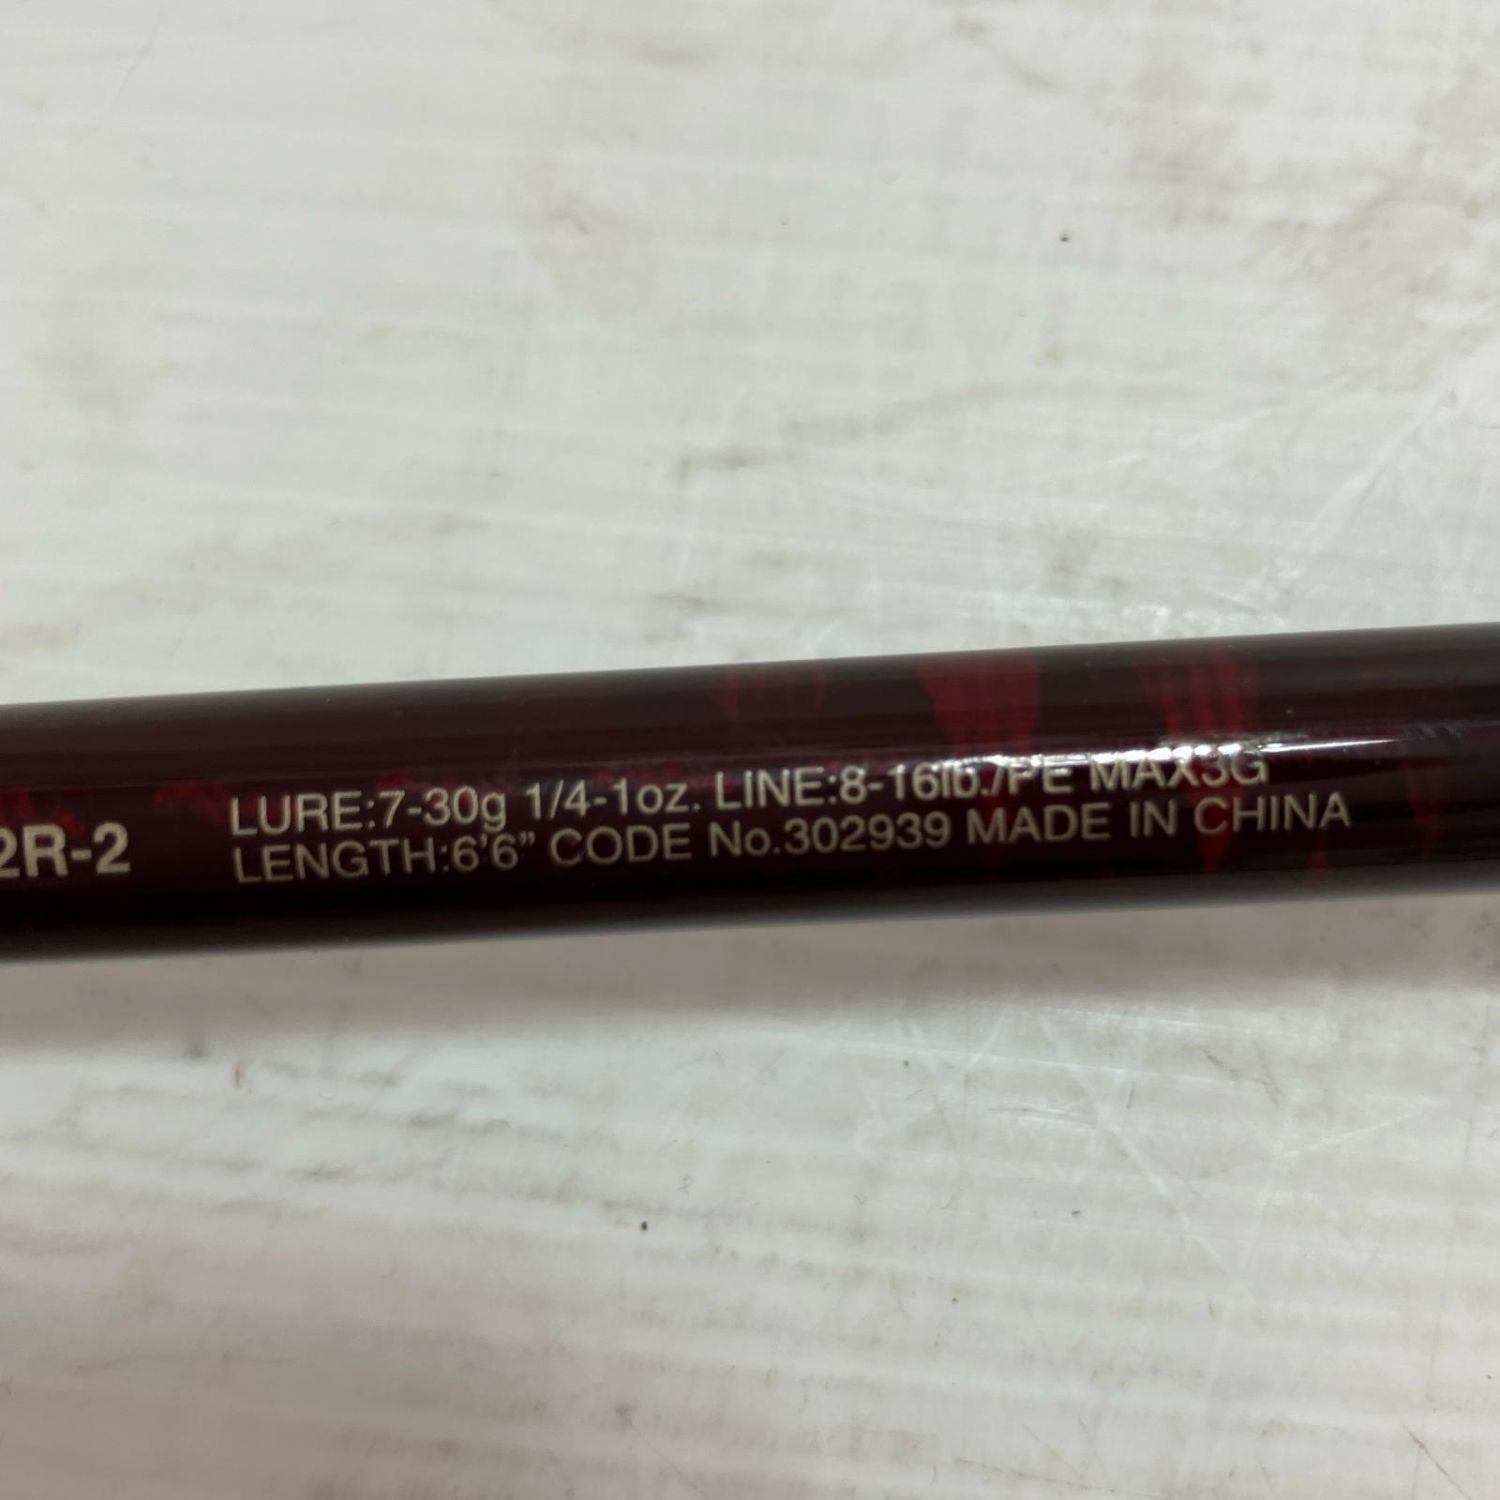 2R-2
LURE:7-30g 1/4-1oz. LINE:8-16lb./PE MAX3G
LENGTH:6'6" CODE No.302939 MADE IN CHINA